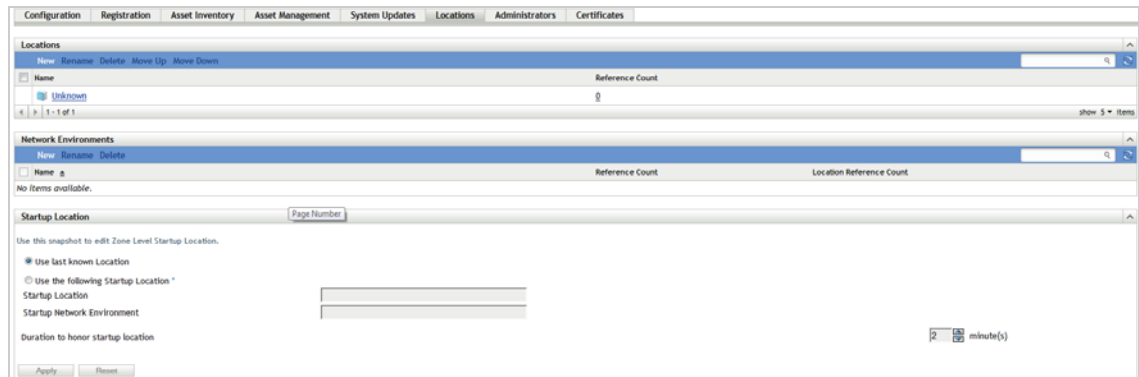 Configuration Registration Asset Inventory Asset Management System Updates Locations Administrators Certificates
Locations
New Rename Delete Move Up Move Down
Name Reference Count
Unknown 0
1 - 1 of 1 show 5 items
Network Environments
New Rename Delete
Name Reference Count Location Reference Count
No items available.
Startup Location Page Number
Use this snapshot to edit Zone Level Startup Location.
Use last known Location
Use the following Startup Location *
Startup Location
Startup Network Environment
Duration to honor startup location 2 minute(s)
Apply Reset